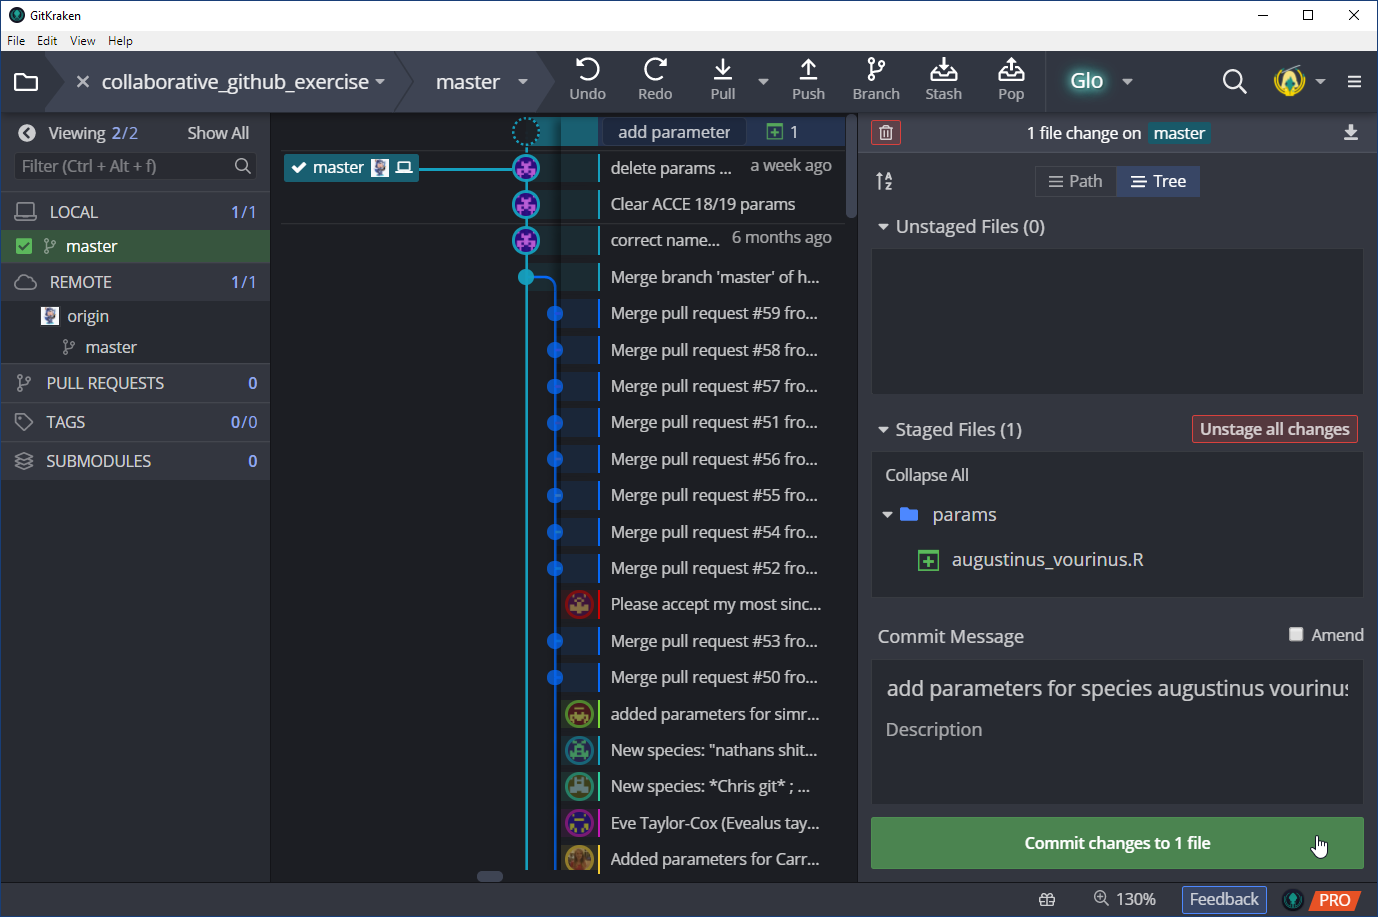 GitKraken
File Edit View Help
collaborative_github_exercise
master
Undo
Redo
Pull
Push
Branch
Stash
Pop
Glo
Viewing 2/2
Show All
Filter (Ctrl + Alt + f)
LOCAL 1/1
master
REMOTE 1/1
origin
master
PULL REQUESTS 0
TAGS 0/0
SUBMODULES 0
add parameter 1
master
delete params ... a week ago
Clear ACCE 18/19 params
correct name... 6 months ago
Merge branch 'master' of h...
Merge pull request #59 fro...
Merge pull request #58 fro...
Merge pull request #57 fro...
Merge pull request #51 fro...
Merge pull request #56 fro...
Merge pull request #55 fro...
Merge pull request #54 fro...
Merge pull request #52 fro...
Please accept my most sinc...
Merge pull request #53 fro...
Merge pull request #50 fro...
added parameters for simr...
New species: "nathans shit...
New species: *Chris git* ; ...
Eve Taylor-Cox (Evealus tay...
Added parameters for Carr...
1 file change on master
A
Z
Path
Tree
Unstaged Files (0)
Staged Files (1)
Unstage all changes
Collapse All
params
augustinus_vourinus.R
Commit Message
Amend
add parameters for species augustinus vourinus
Description
Commit changes to 1 file
130%
Feedback
PRO